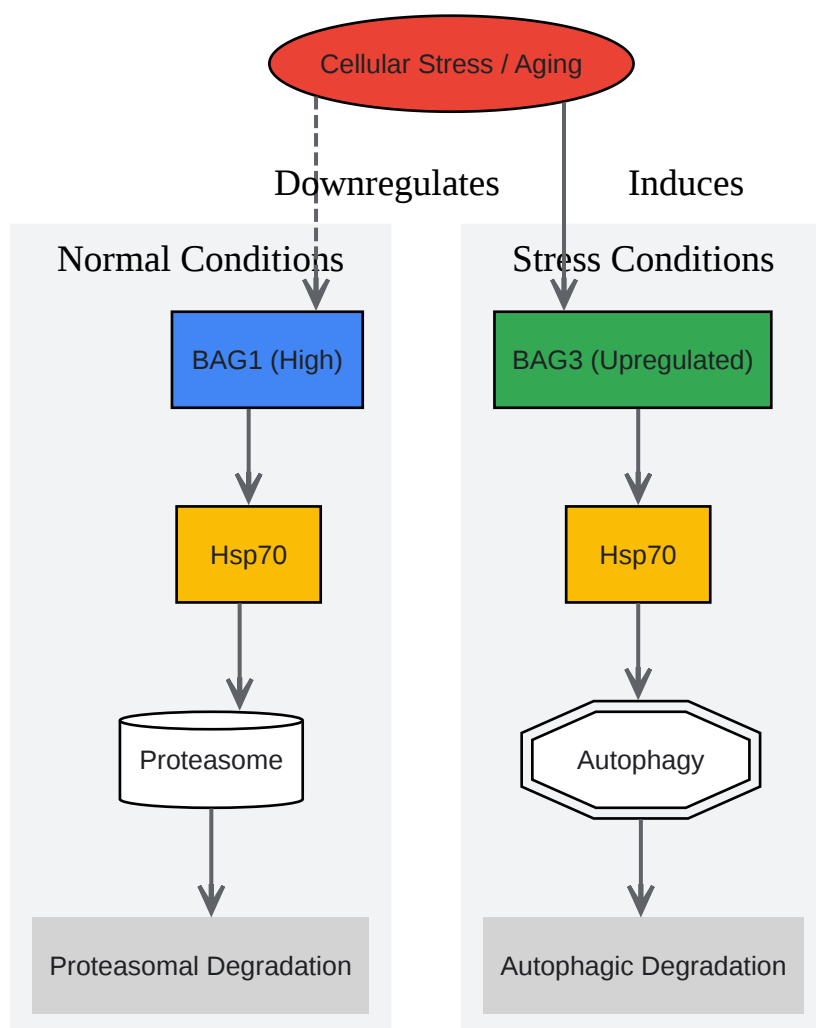 Cellular Stress / Aging
Downregulates
Induces
Normal Conditions
Stress Conditions
BAG1 (High)
BAG3 (Upregulated)
Hsp70
Hsp70
Proteasome
Autophagy
Proteasomal Degradation
Autophagic Degradation